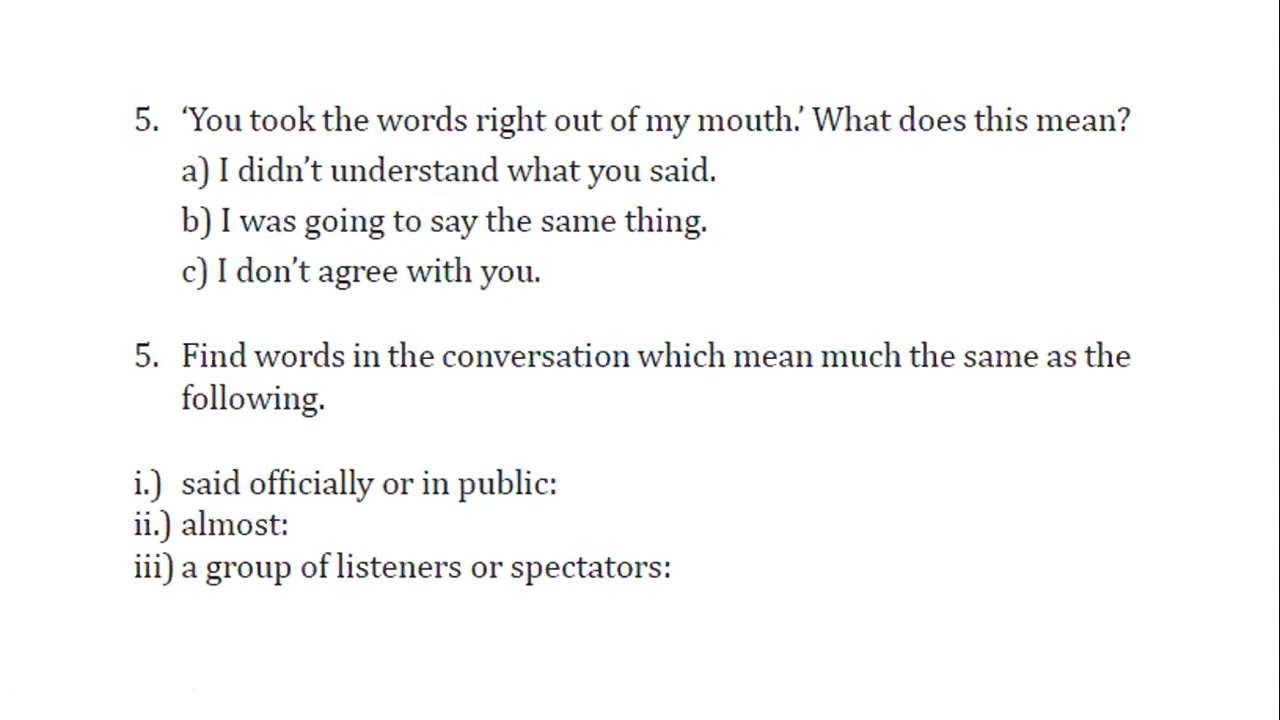 5. ‘You took the words right out of my mouth.’ What does this mean?
a) I didn’t understand what you said.
b) I was going to say the same thing.
c) I don’t agree with you.
5. Find words in the conversation which mean much the same as the
following.
i.) said officially or in public:
ii.) almost:
iii) a group of listeners or spectators: